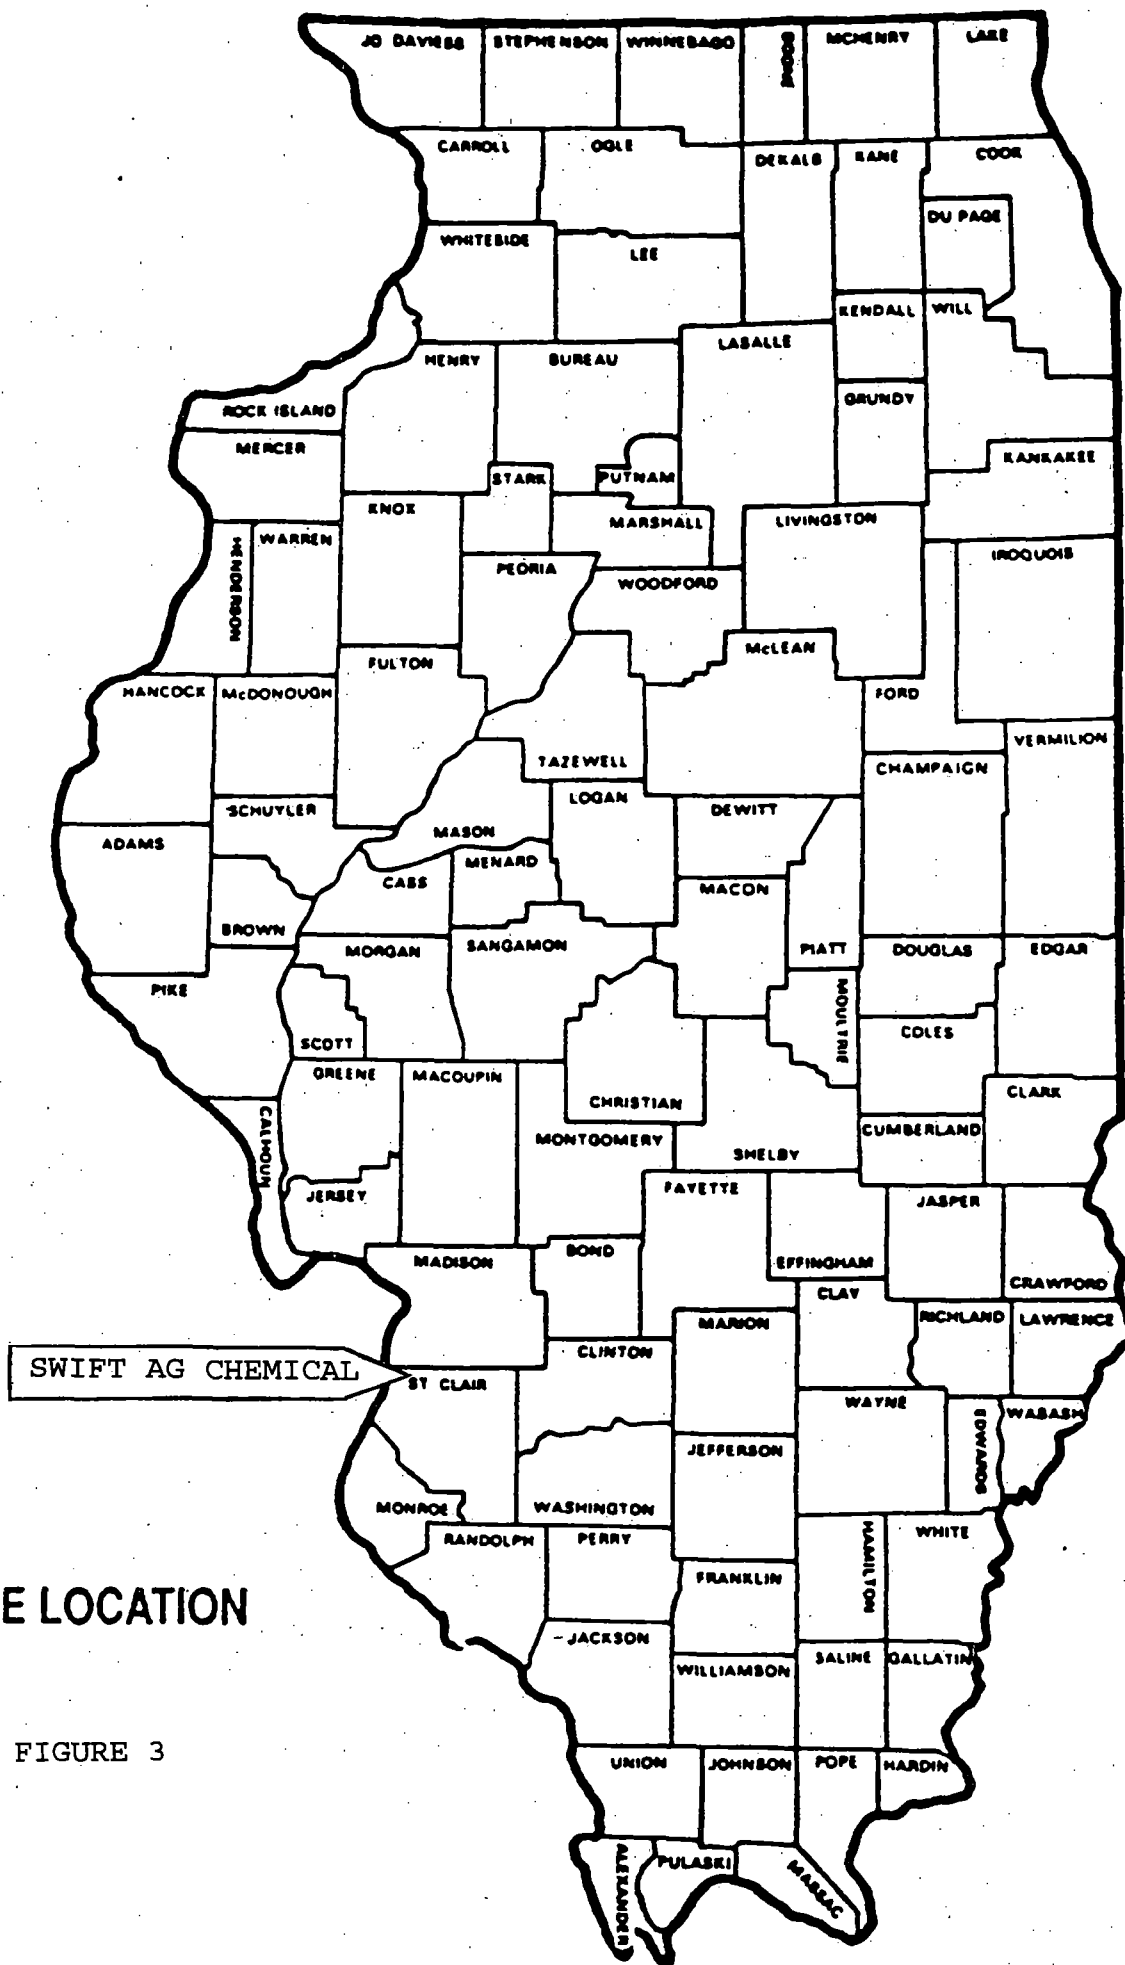 JO DAVIESS STEPHENSON WINNEBAGO BOONE MCHENRY LAKE
CARROLL OGLE DEKALB KANE COOK
DU PAGE
WHITESIDE LEE
KENDALL WILL
HENRY BUREAU LASALLE
ROCK ISLAND GRUNDY
MERCER KANKAKEE
STARK PUTNAM
KNOX MARSHALL LIVINGSTON
HENDERSON WARREN PEORIA WOODFORD IROQUOIS
FULTON McLEAN
HANCOCK McDONOUGH FORD
TAZEWELL CHAMPAIGN VERMILION
SCHUYLER LOGAN DEWITT
ADAMS MASON
CASS MENARD MACON
BROWN MORGAN SANGAMON PIATT DOUGLAS EDGAR
PIKE MOULTRIE
SCOTT COLES
GREENE MACOUPIN CHRISTIAN CLARK
CALHOUN MONTGOMERY SHELBY CUMBERLAND
JERSEY FAYETTE JASPER
MADISON BOND EFFINGHAM CRAWFORD
CLAY
MARION RICHLAND LAWRENCE
SWIFT AG CHEMICAL
ST CLAIR CLINTON
WAYNE EDWARDS WABASH
JEFFERSON
MONROE WASHINGTON
RANDOLPH PERRY HAMILTON WHITE
FRANKLIN
E LOCATION
JACKSON
WILLIAMSON SALINE GALLATIN
FIGURE 3
UNION JOHNSON POPE HARDIN
ALEXANDER PULASKI MASSAC